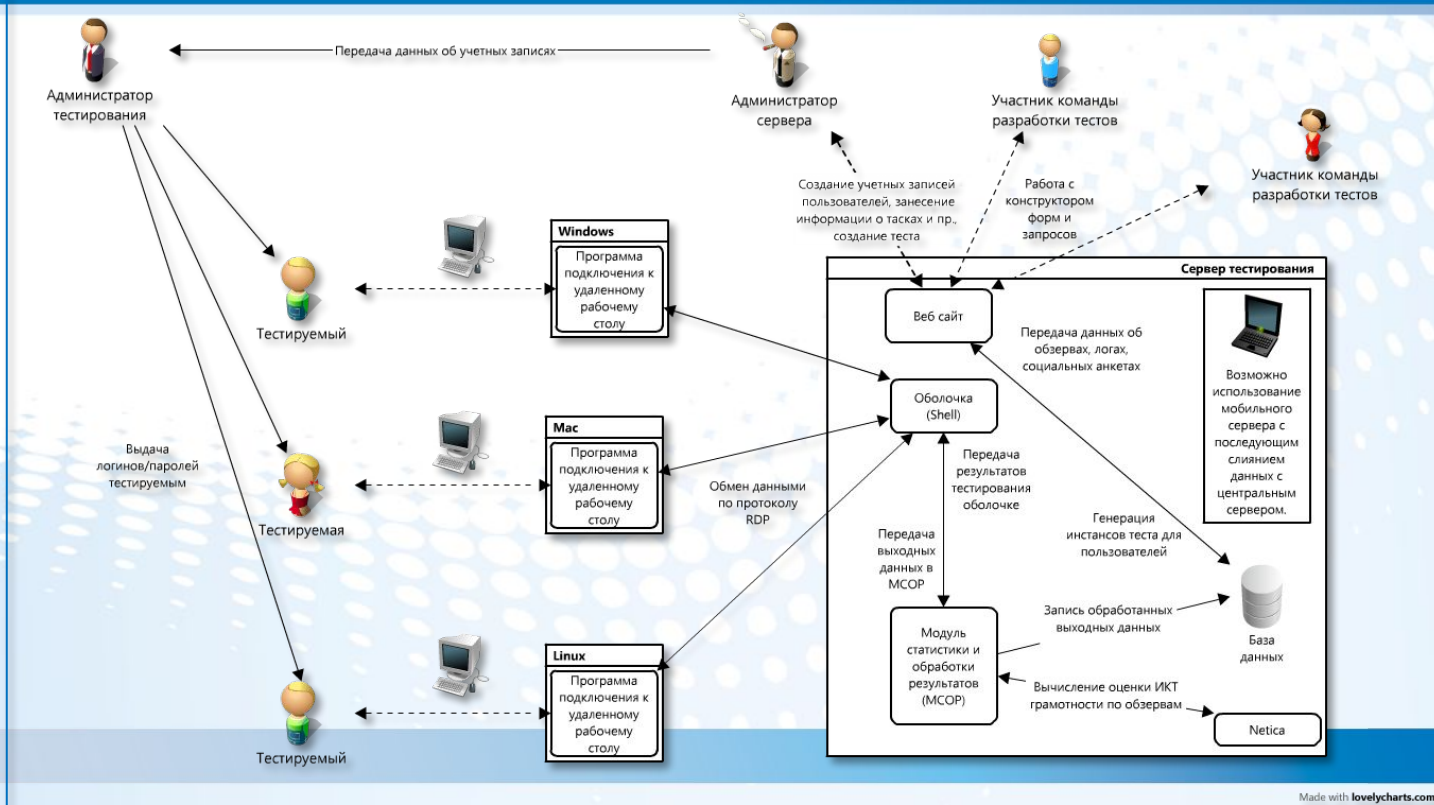 Передача данных об учетных записях
Администратор
тестирования
Администратор
сервера
Участник команды
разработки тестов
Участник команды
разработки тестов
Создание учетных записей
пользователей, занесение
информации о тасках и пр.,
создание теста
Работа с
конструктором
форм и
запросов
Windows
Программа
подключения к
удаленному
рабочему
столу
Тестируемый
Mac
Программа
подключения к
удаленному
рабочему
столу
Тестируемая
Выдача
логинов/паролей
тестируемым
Linux
Программа
подключения к
удаленному
рабочему
столу
Тестируемый
Обмен данными
по протоколу
RDP
Сервер тестирования
Веб сайт
Передача данных об
обзервах, логах,
социальных анкетах
Возможно
использование
мобильного
сервера с
последующим
слиянием
данных с
центральным
сервером.
Оболочка
(Shell)
Передача
результатов
тестирования
оболочке
Передача
выходных
данных в
МСОР
Генерация
инстансов теста для
пользователей
Модуль
статистики и
обработки
результатов
(МСОР)
Запись обработанных
выходных данных
База
данных
Вычисление оценки ИКТ
грамотности по обзервам
Netica
Made with lovelycharts.com